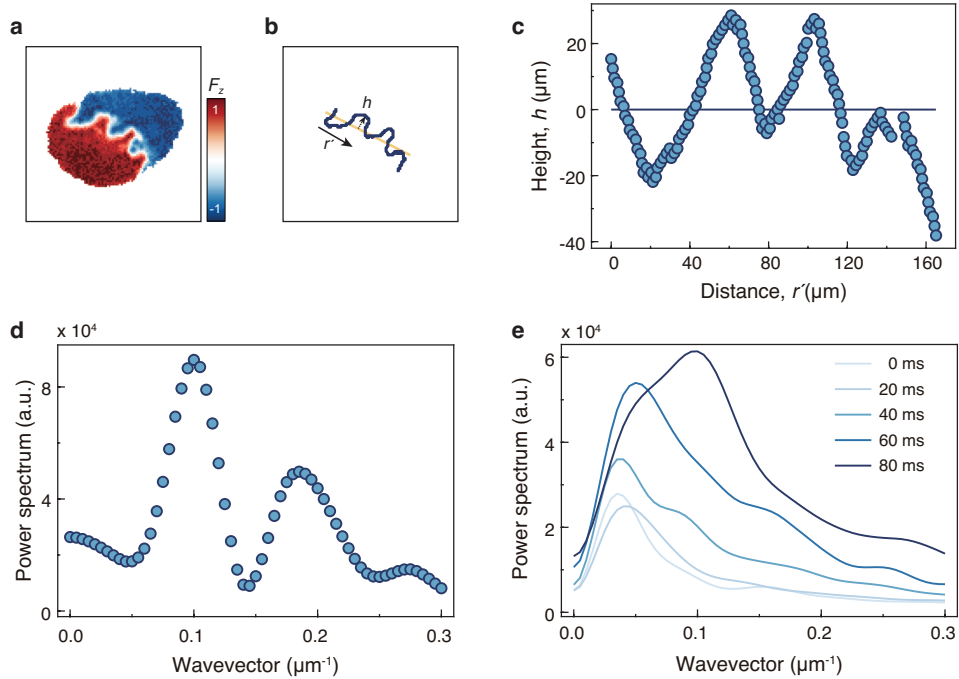 a
F_z
1
-1
b
h
r′
c
Height, h (μm)
20
0
-20
-40
0
40
80
120
160
Distance, r′(μm)
d
x 10⁴
Power spectrum (a.u.)
8
4
0
0.0
0.1
0.2
0.3
Wavevector (μm⁻¹)
e
x 10⁴
Power spectrum (a.u.)
6
4
2
0
0 ms
20 ms
40 ms
60 ms
80 ms
0.0
0.1
0.2
0.3
Wavevector (μm⁻¹)